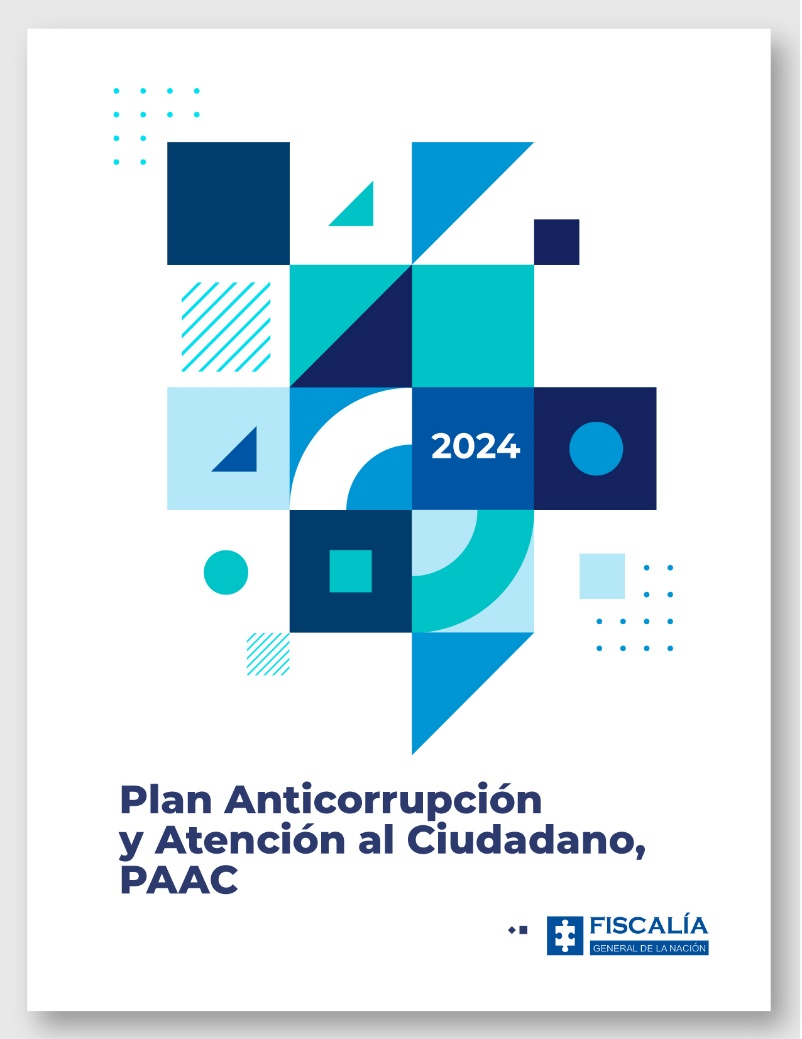 2024
Plan Anticorrupción
y Atención al Ciudadano,
PAAC
FISCALÍA
GENERAL DE LA NACIÓN